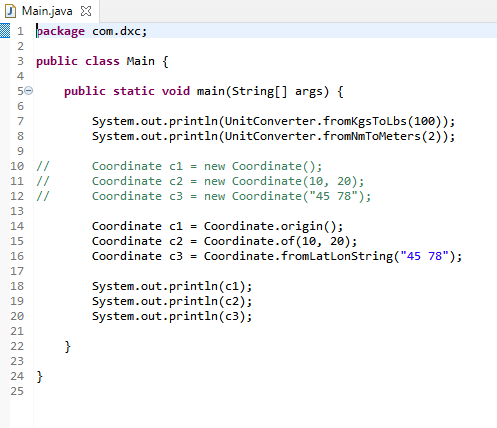 Main.java
1 package com.dxc;
2
3 public class Main {
4
5 public static void main(String[] args) {
6
7 System.out.println(UnitConverter.fromKgsToLbs(100));
8 System.out.println(UnitConverter.fromNmToMeters(2));
9
10 // Coordinate c1 = new Coordinate();
11 // Coordinate c2 = new Coordinate(10, 20);
12 // Coordinate c3 = new Coordinate("45 78");
13
14 Coordinate c1 = Coordinate.origin();
15 Coordinate c2 = Coordinate.of(10, 20);
16 Coordinate c3 = Coordinate.fromLatLonString("45 78");
17
18 System.out.println(c1);
19 System.out.println(c2);
20 System.out.println(c3);
21
22 }
23
24 }
25